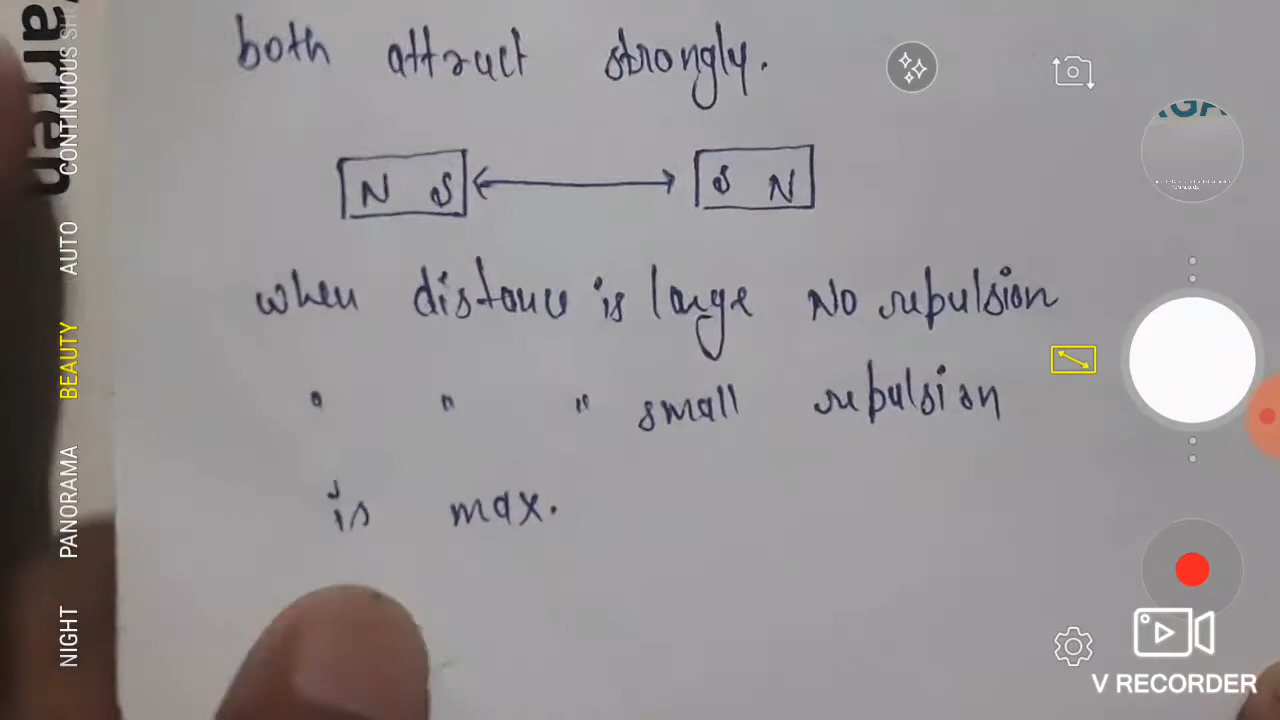 both attract strongly.
N S S N
when distance is large No repulsion
" " " small repulsion
is max.
CONTINUOUS SH
AUTO
BEAUTY
PANORAMA
NIGHT
V RECORDER